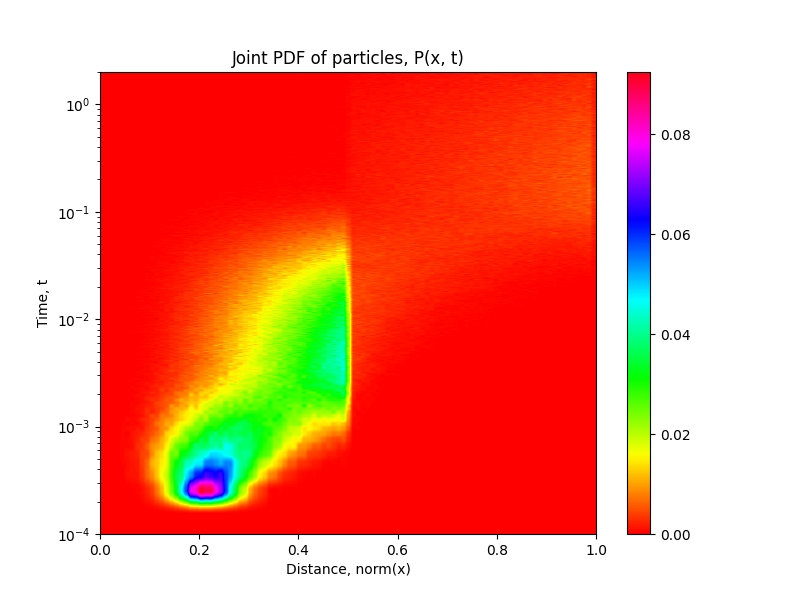 Joint PDF of particles, P(x, t)
10⁰
10⁻¹
10⁻²
10⁻³
10⁻⁴
Time, t
0.0 0.2 0.4 0.6 0.8 1.0
Distance, norm(x)
0.08
0.06
0.04
0.02
0.00